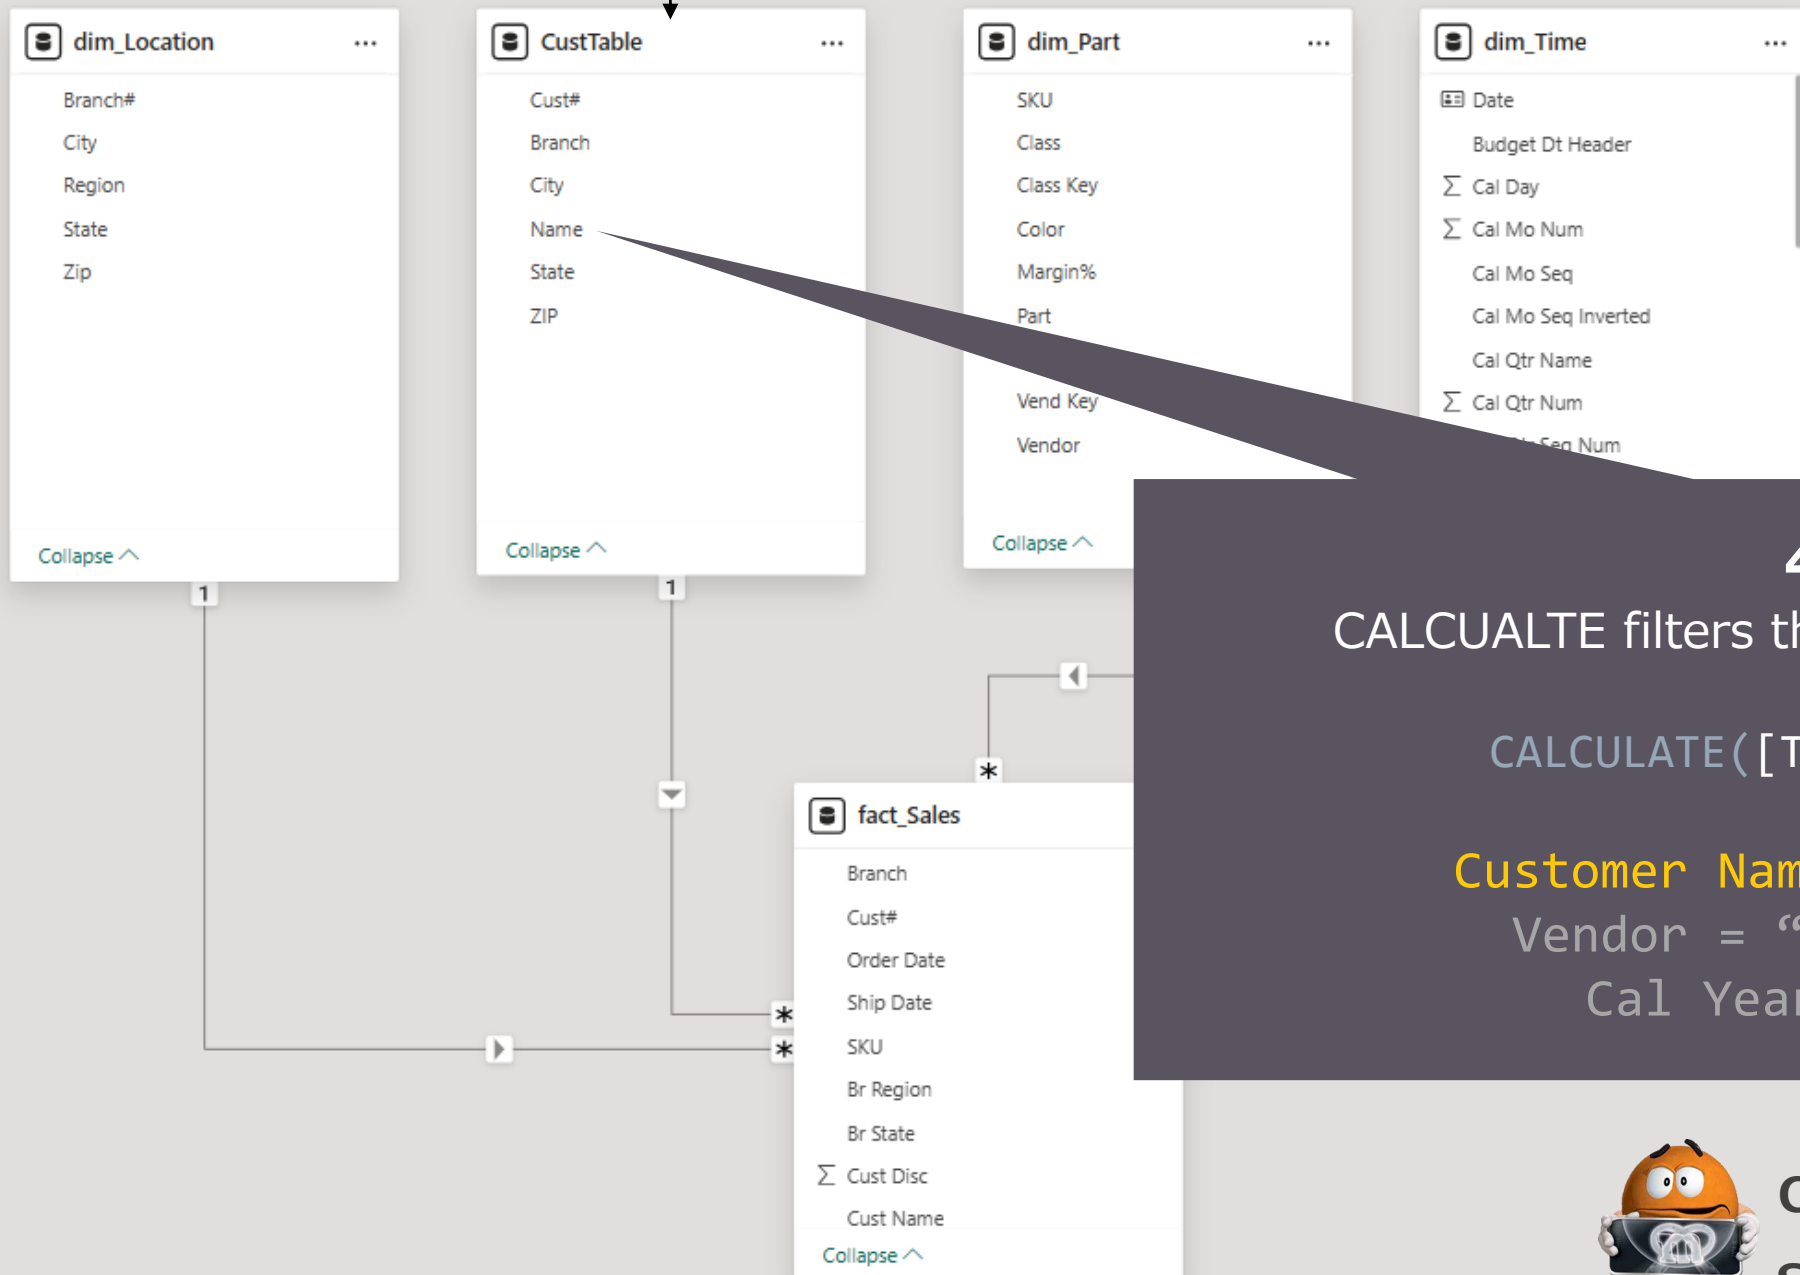 dim_Location
Branch#
City
Region
State
Zip
Collapse
1
CustTable
Cust#
Branch
City
Name
State
ZIP
Collapse
1
dim_Part
SKU
Class
Class Key
Color
Margin%
Part
Vend Key
Vendor
Collapse
dim_Time
Date
Budget Dt Header
Σ Cal Day
Σ Cal Mo Num
Cal Mo Seq
Cal Mo Seq Inverted
Cal Qtr Name
Σ Cal Qtr Num
Seq Num
*
*
*
fact_Sales
Branch
Cust#
Order Date
Ship Date
SKU
Br Region
Br State
Σ Cust Disc
Cust Name
Collapse
CALCUALTE filters th
CALCULATE([T
Customer Nam
Vendor = “
Cal Year